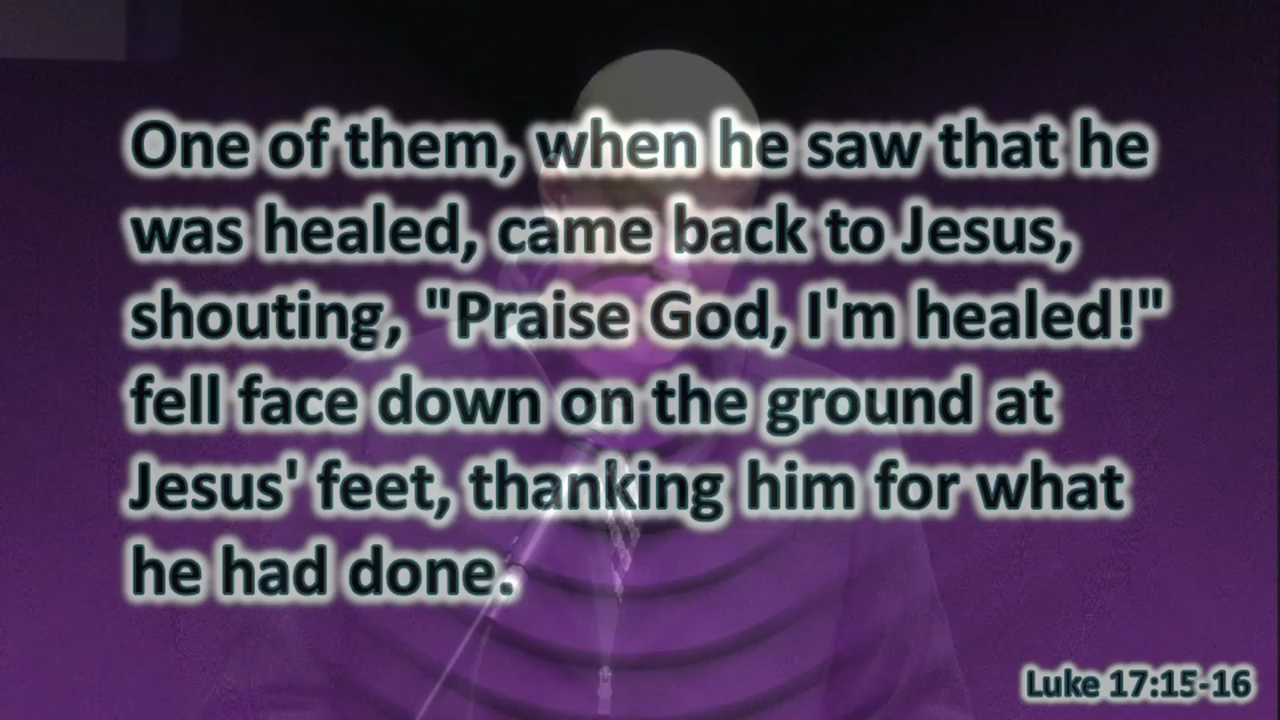 One of them, when he saw that he
was healed, came back to Jesus,
shouting, "Praise God, I'm healed!"
fell face down on the ground at
Jesus' feet, thanking him for what
he had done.
Luke 17:15-16